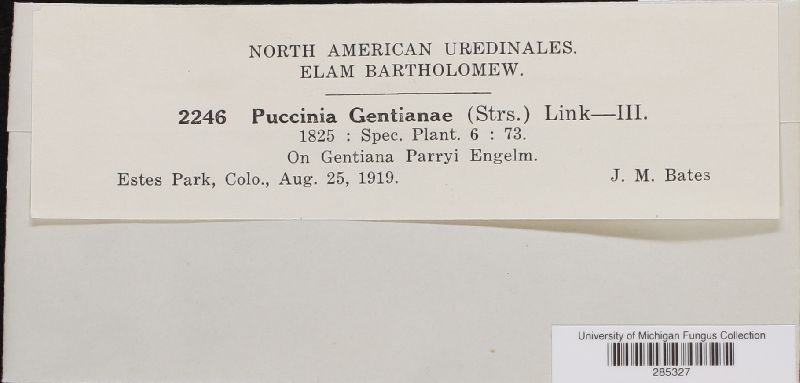 NORTH AMERICAN UREDINALES.
ELAM BARTHOLOMEW.
2246 Puccinia Gentianae (Strs.) Link—III.
1825 : Spec. Plant. 6 : 73.
On Gentiana Parryi Engelm.
Estes Park, Colo., Aug. 25, 1919. J. M. Bates
University of Michigan Fungus Collection
285327